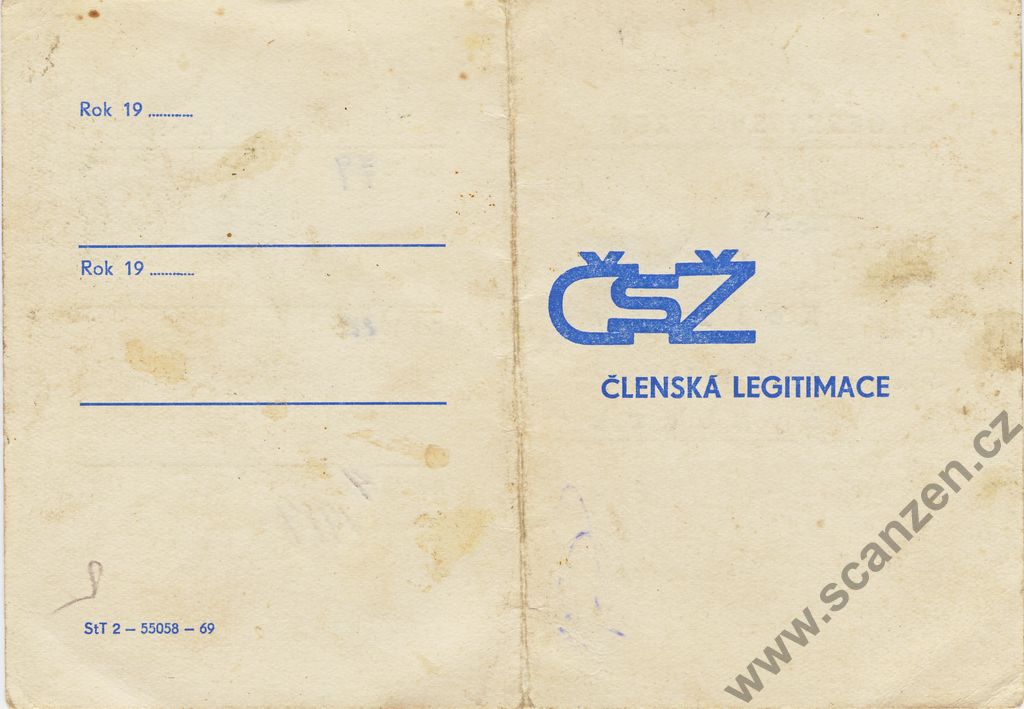 Rok 19 ............
Rok 19 ............
StT 2 – 55058 – 69
ČSŽ
ČLENSKÁ LEGITIMACE
www.scanzen.cz